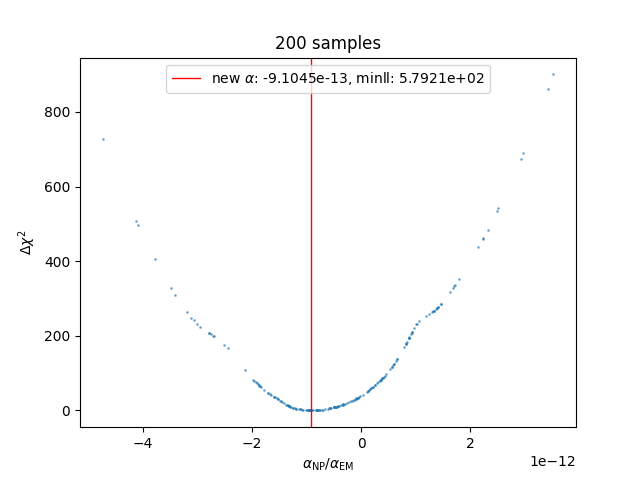 200 samples
new α: -9.1045e-13, minll: 5.7921e+02
800
600
400
200
0
Δχ²
−4
−2
0
2
1e−12
α_NP/α_EM